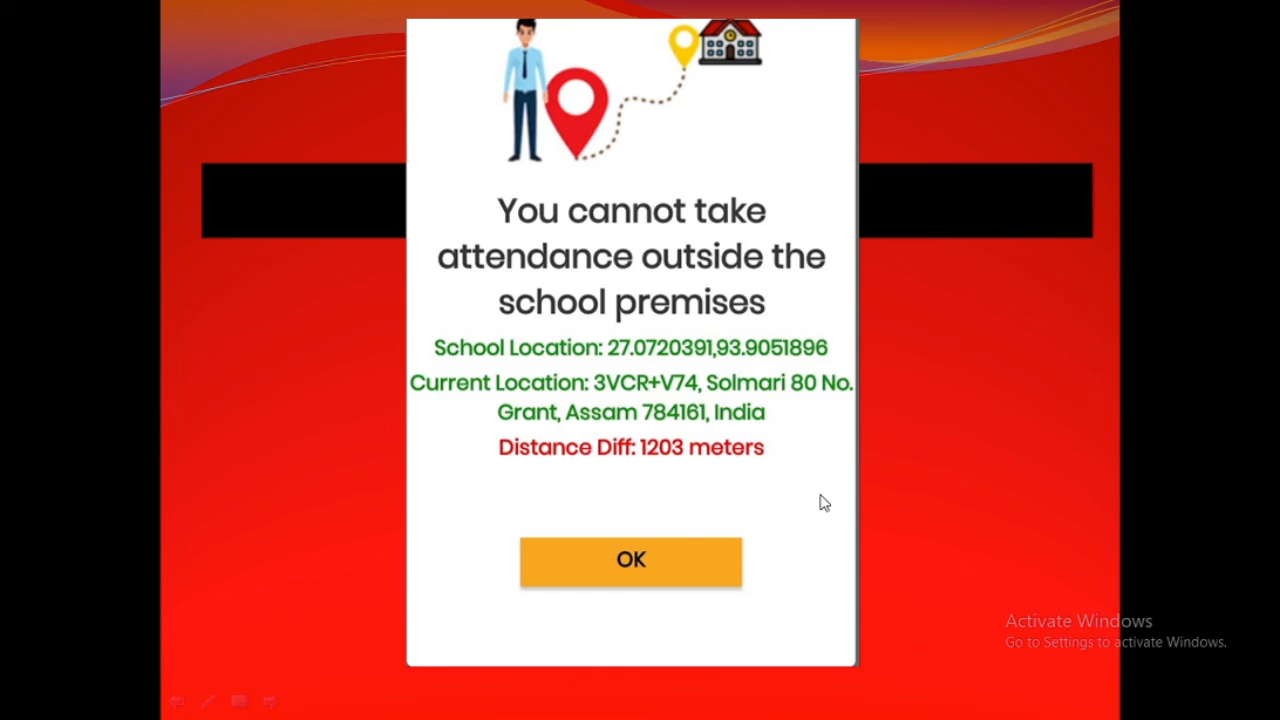 You cannot take
attendance outside the
school premises
School Location: 27.0720391,93.9051896
Current Location: 3VCR+V74, Solmari 80 No.
Grant, Assam 784161, India
Distance Diff: 1203 meters
OK
Activate Windows
Go to Settings to activate Windows.